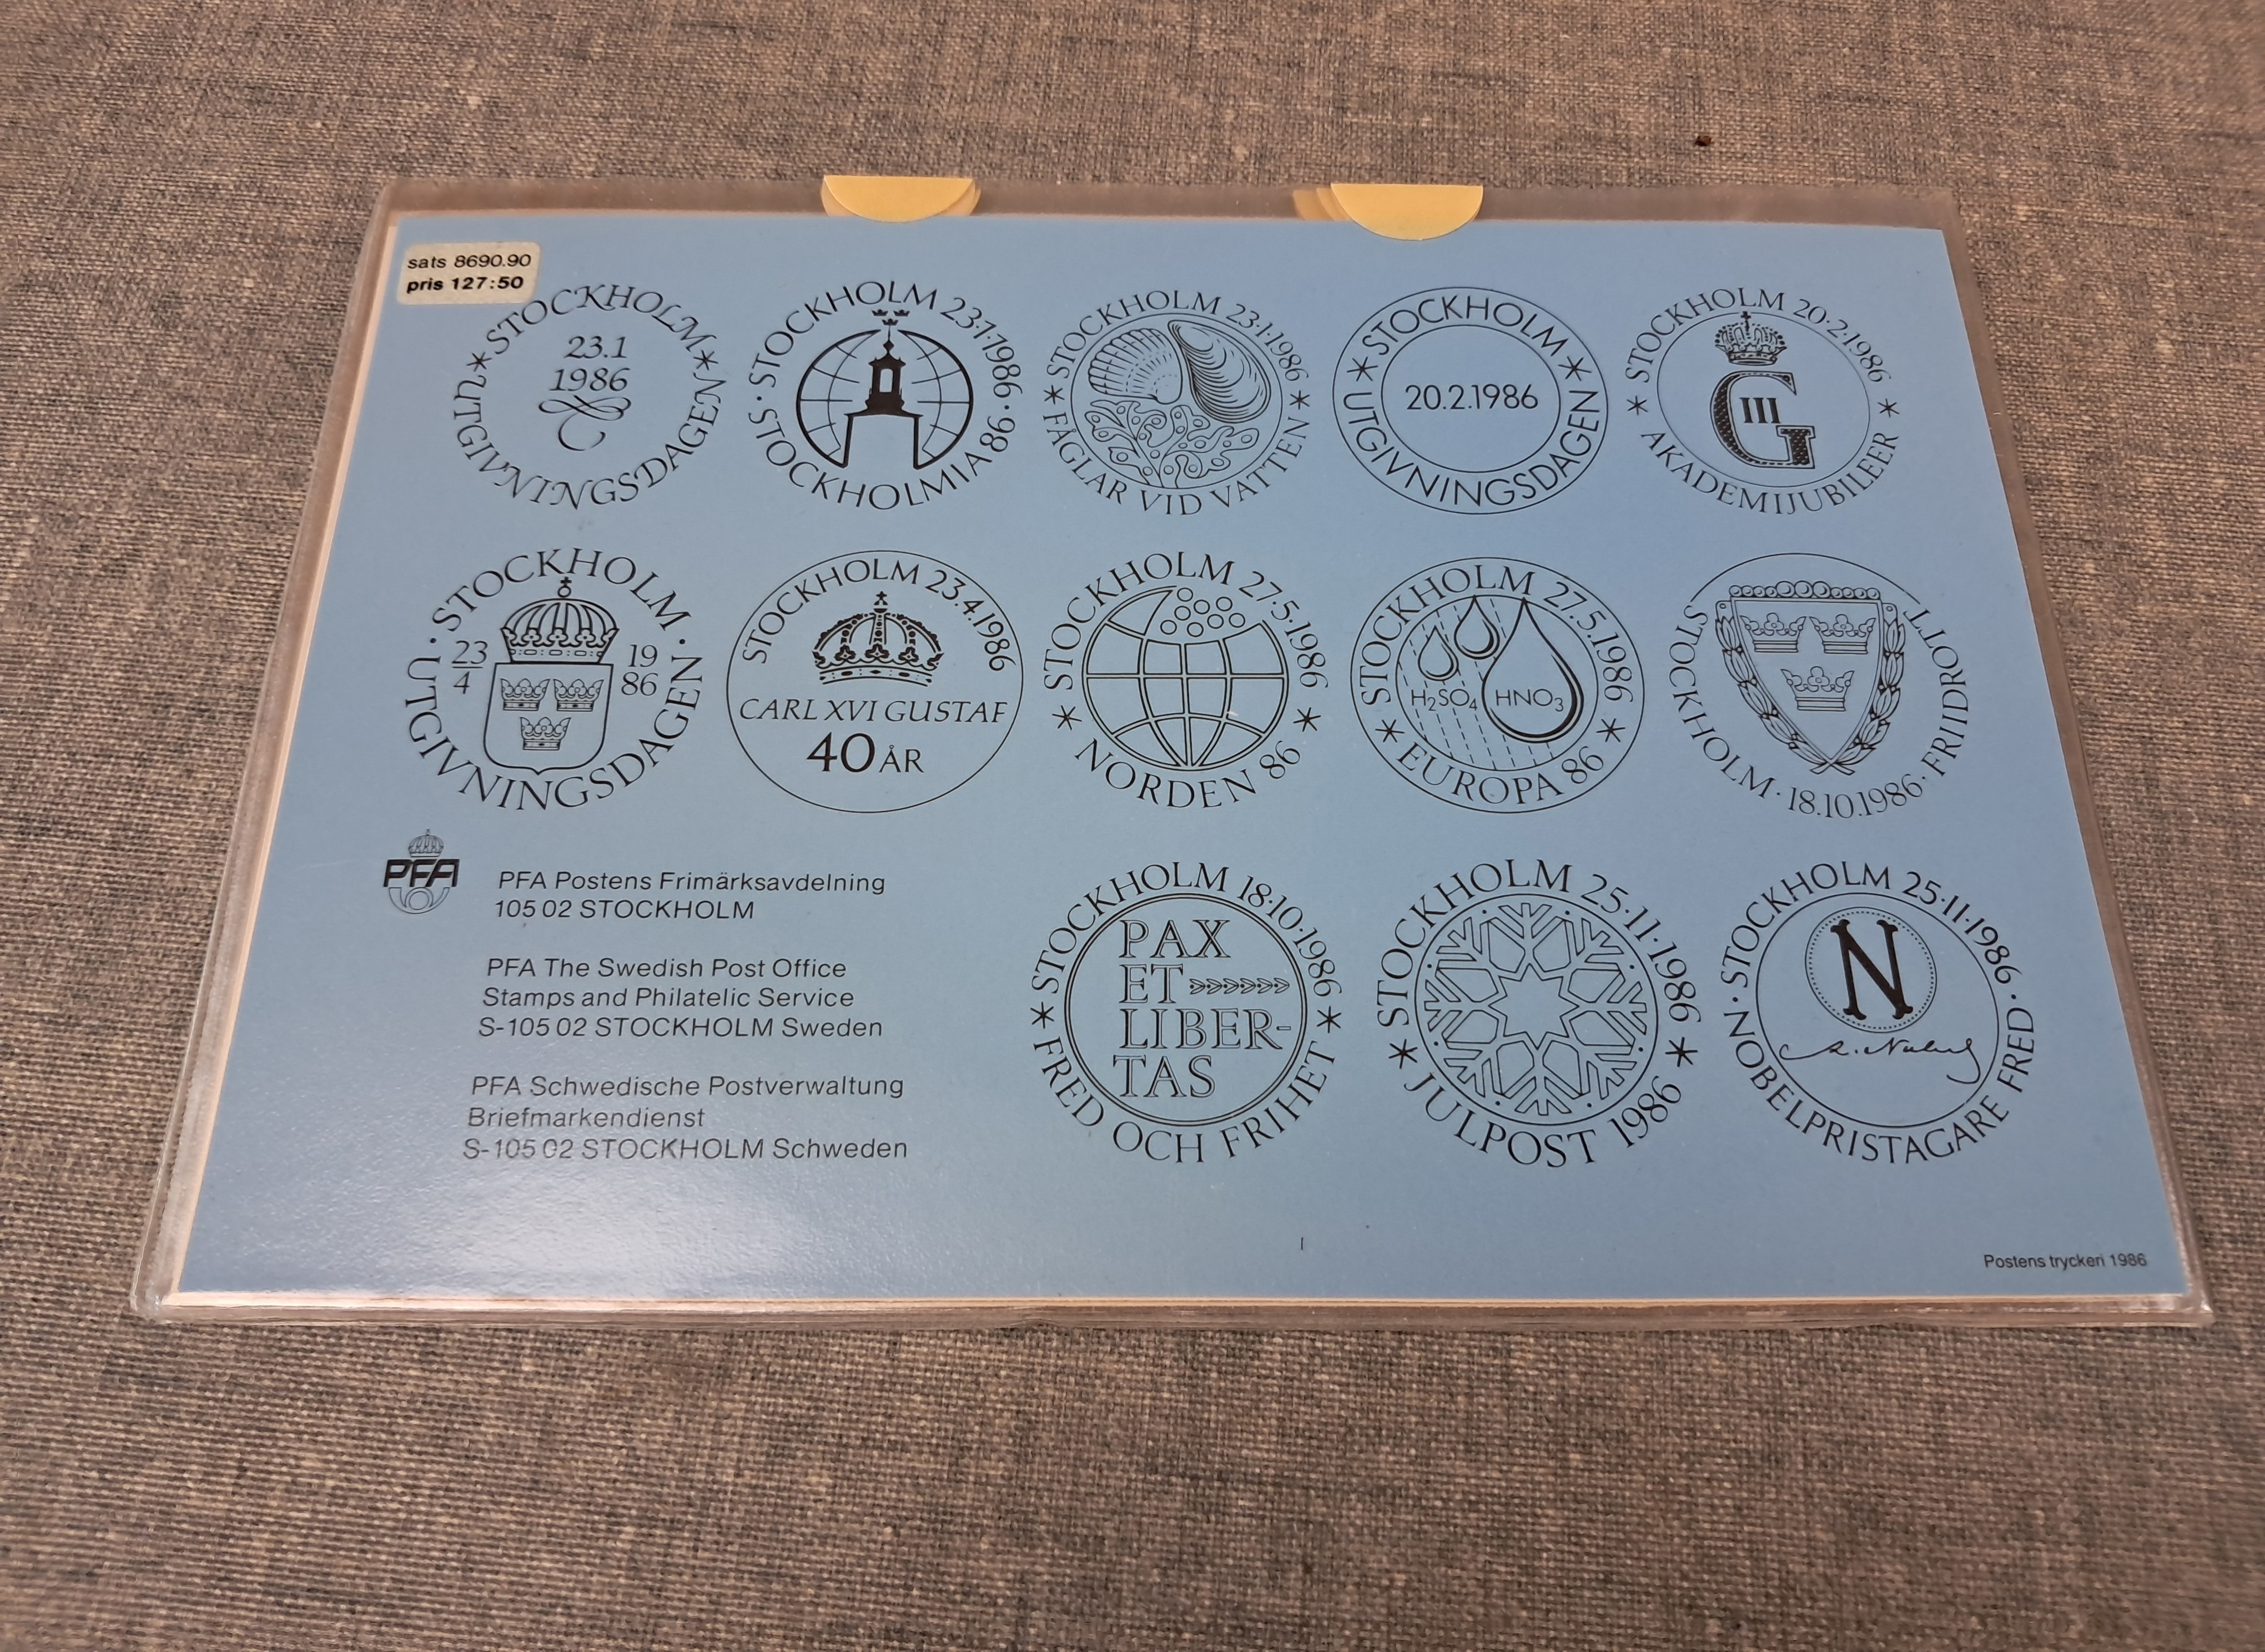 sats 8690.90
pris 127:50
*STOCKHOLM*
23.1
1986
UTGIVNINGSDAGEN
STOCKHOLM 23·1·1986
·STOCKHOLMIA 86·
STOCKHOLM 23·1·1986
* FÅGLAR VID VATTEN *
*STOCKHOLM*
20.2.1986
UTGIVNINGSDAGEN
STOCKHOLM 20·2·1986
G III
* AKADEMIJUBILEER *
·STOCKHOLM·
23
4
19
86
UTGIVNINGSDAGEN
STOCKHOLM 23.4.1986
CARL XVI GUSTAF
40 ÅR
STOCKHOLM 27.5.1986
* NORDEN 86 *
STOCKHOLM 27.5.1986
H₂SO₄ HNO₃
* EUROPA 86 *
STOCKHOLM · 18.10.1986 · FRIIDROTT
PFA
PFA Postens Frimärksavdelning
105 02 STOCKHOLM
PFA The Swedish Post Office
Stamps and Philatelic Service
S-105 02 STOCKHOLM Sweden
PFA Schwedische Postverwaltung
Briefmarkendienst
S-105 02 STOCKHOLM Schweden
STOCKHOLM 18·10·1986
PAX
ET
LIBER-
TAS
* FRED OCH FRIHET *
STOCKHOLM 25·11·1986
* JULPOST 1986 *
STOCKHOLM 25·11·1986
N
·NOBELPRISTAGARE FRED·
Postens tryckeri 1986